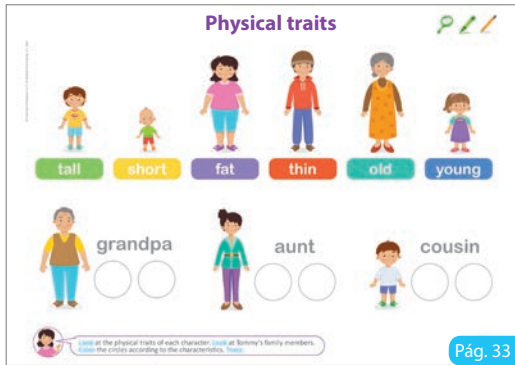 Physical traits
tall short fat thin old young
grandpa aunt cousin
Look at the physical traits of each character. Look at Tommy's family members.
Color the circles according to the characteristics. Trace.
Pág. 33